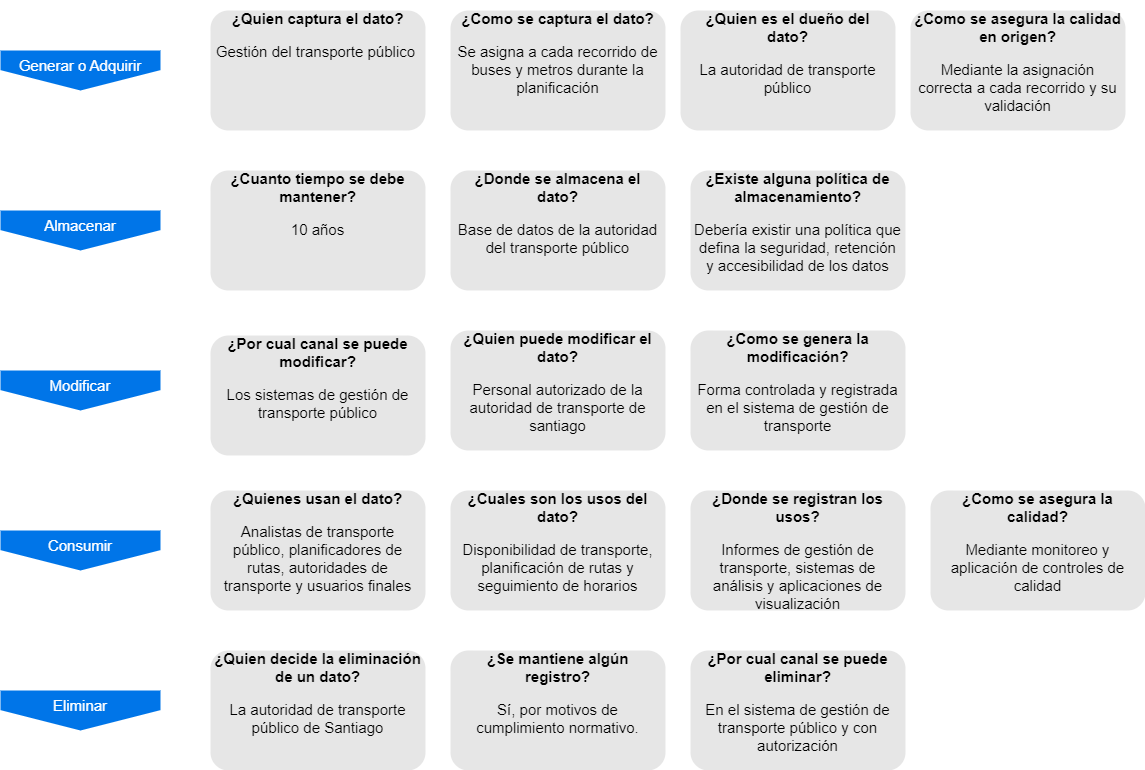 Generar o Adquirir
¿Quien captura el dato?
Gestión del transporte público
¿Como se captura el dato?
Se asigna a cada recorrido de
buses y metros durante la
planificación
¿Quien es el dueño del
dato?
La autoridad de transporte
público
¿Como se asegura la calidad
en origen?
Mediante la asignación
correcta a cada recorrido y su
validación
Almacenar
¿Cuanto tiempo se debe
mantener?
10 años
¿Donde se almacena el
dato?
Base de datos de la autoridad
del transporte público
¿Existe alguna política de
almacenamiento?
Debería existir una política que
defina la seguridad, retención
y accesibilidad de los datos
Modificar
¿Por cual canal se puede
modificar?
Los sistemas de gestión de
transporte público
¿Quien puede modificar el
dato?
Personal autorizado de la
autoridad de transporte de
santiago
¿Como se genera la
modificación?
Forma controlada y registrada
en el sistema de gestión de
transporte
Consumir
¿Quienes usan el dato?
Analistas de transporte
público, planificadores de
rutas, autoridades de
transporte y usuarios finales
¿Cuales son los usos del
dato?
Disponibilidad de transporte,
planificación de rutas y
seguimiento de horarios
¿Donde se registran los
usos?
Informes de gestión de
transporte, sistemas de
análisis y aplicaciones de
visualización
¿Como se asegura la
calidad?
Mediante monitoreo y
aplicación de controles de
calidad
Eliminar
¿Quien decide la eliminación
de un dato?
La autoridad de transporte
público de Santiago
¿Se mantiene algún
registro?
Sí, por motivos de
cumplimiento normativo.
¿Por cual canal se puede
eliminar?
En el sistema de gestión de
transporte público y con
autorización